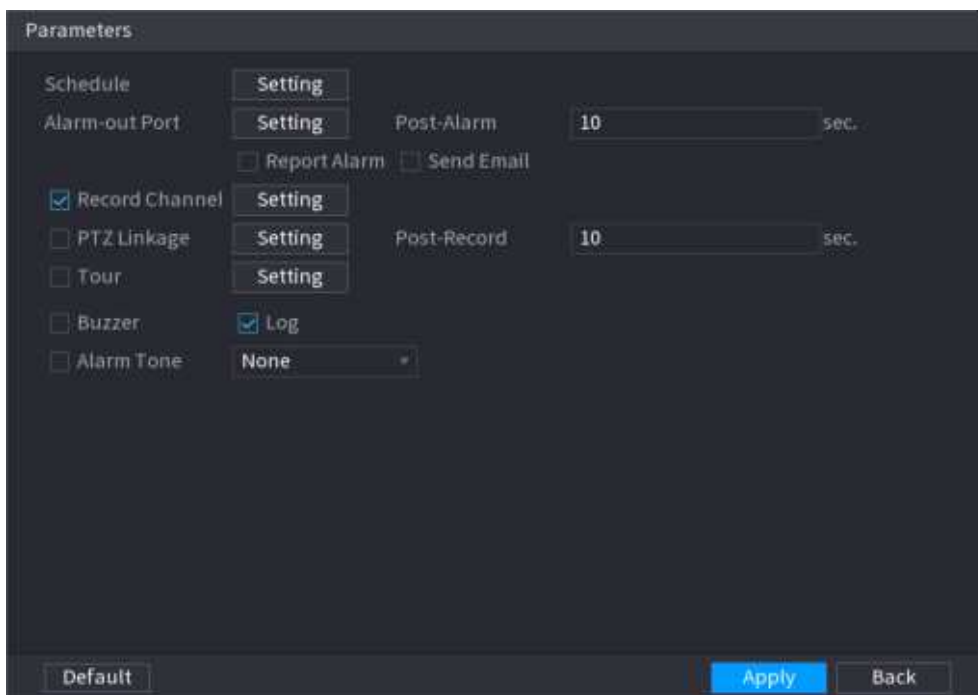 Parameters
Schedule Setting
Alarm-out Port Setting Post-Alarm 10 sec.
Report Alarm Send Email
Record Channel Setting
PTZ Linkage Setting Post-Record 10 sec.
Tour Setting
Buzzer Log
Alarm Tone None
Default Apply Back